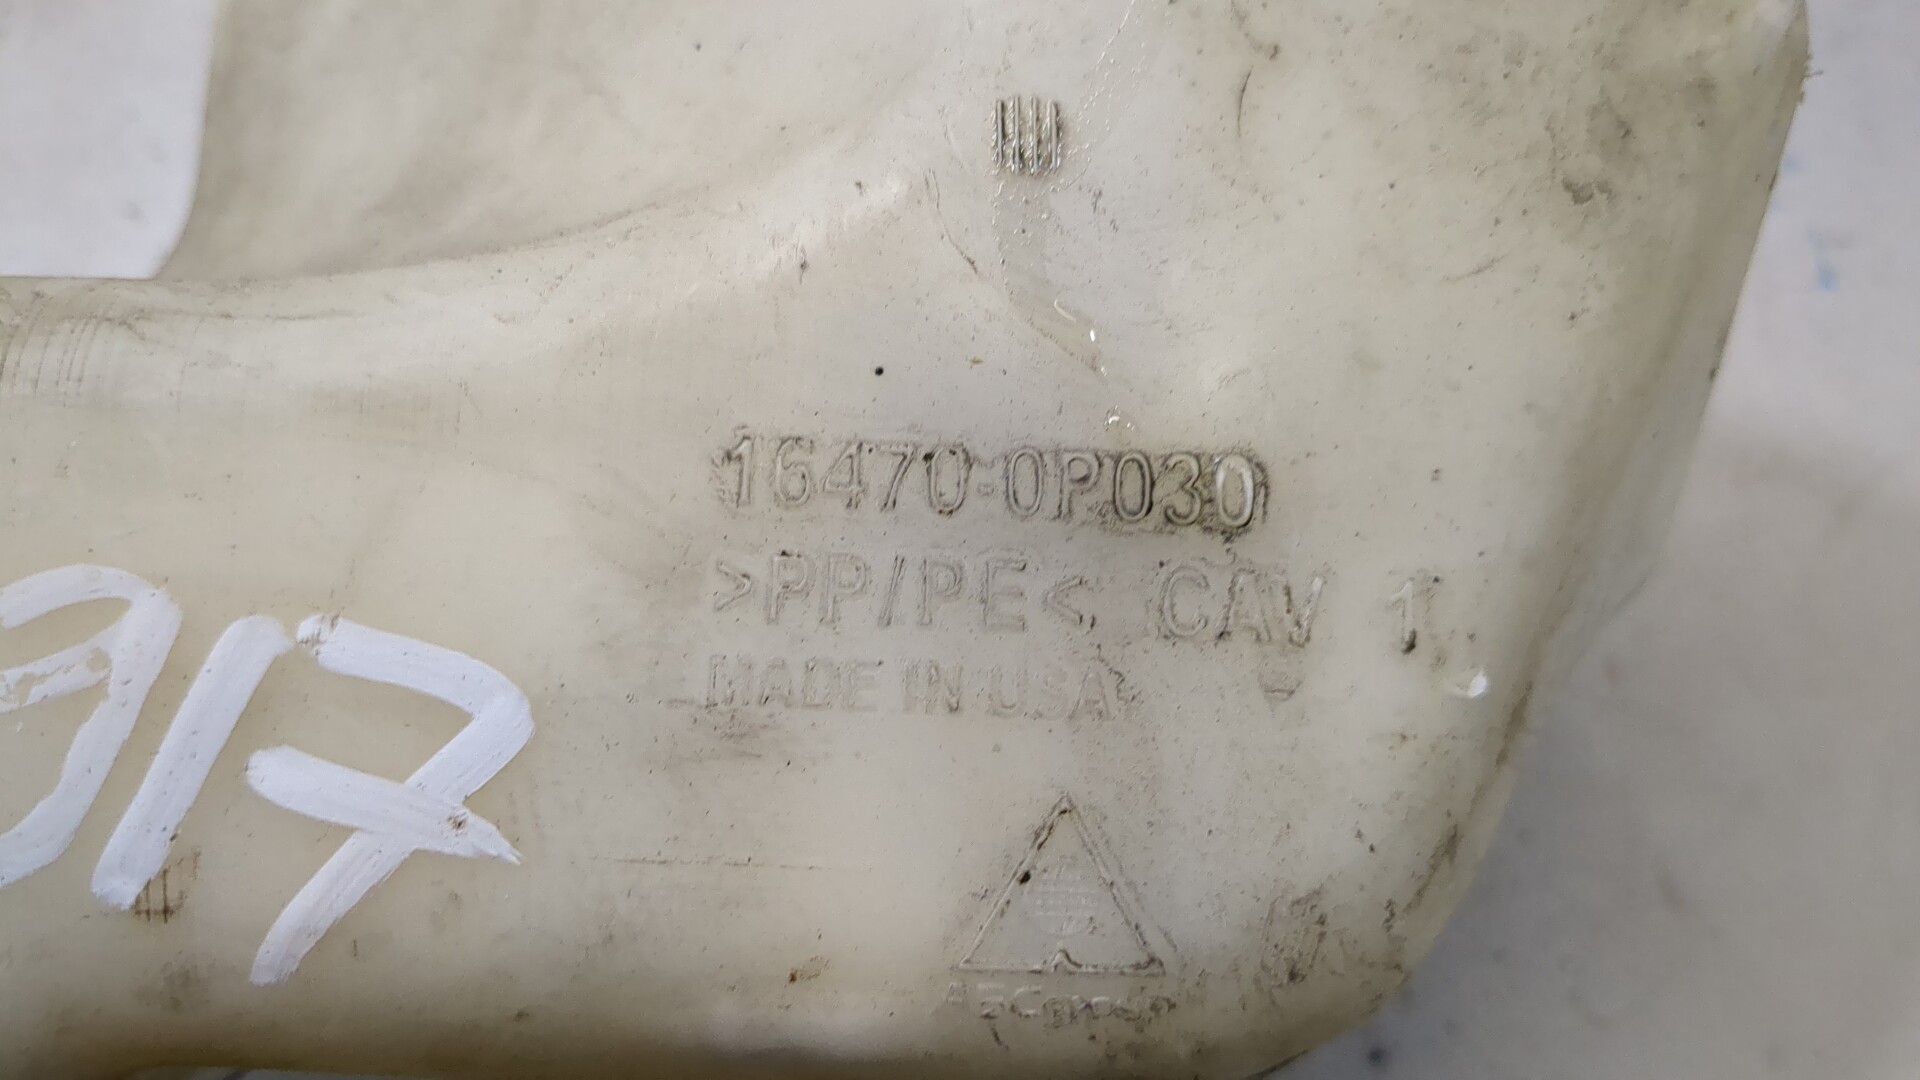 16470-0P030
>PP/PE< CAV 1
MADE IN USA
917